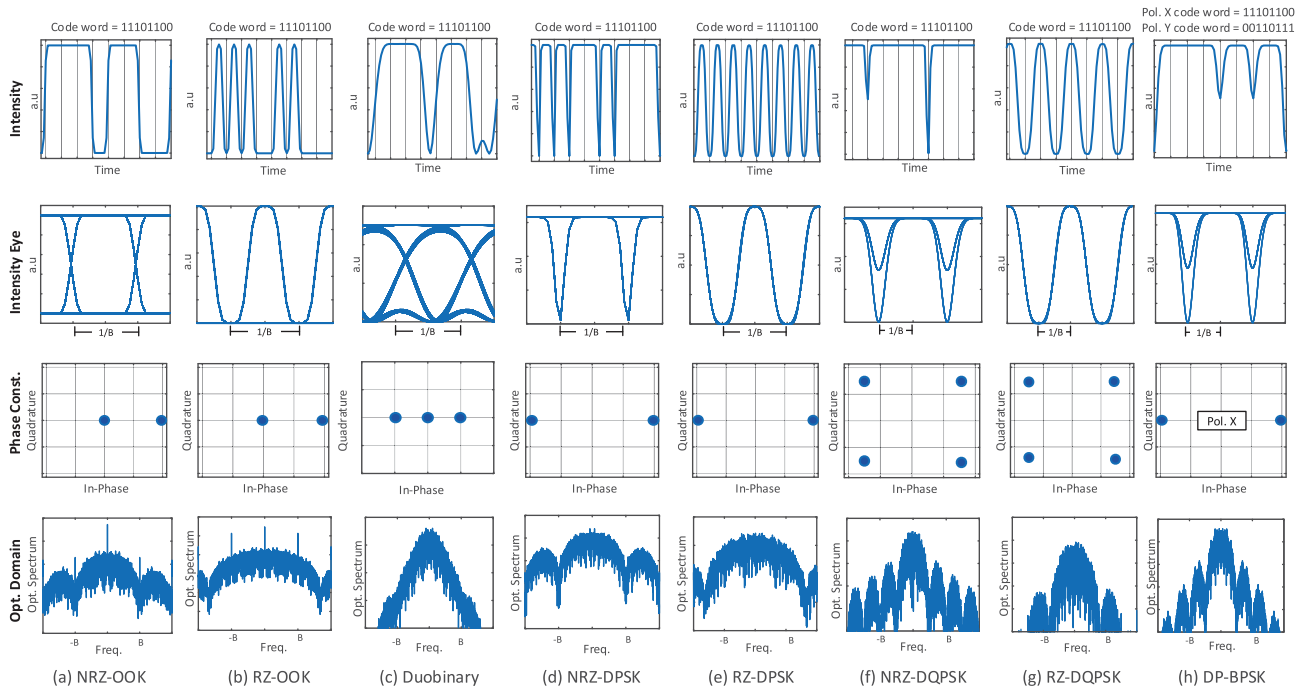 Pol. X code word = 11101100
Code word = 11101100 Code word = 11101100 Code word = 11101100 Code word = 11101100 Code word = 11101100 Code word = 11101100 Code word = 11101100 Pol. Y code word = 00110111
Intensity a.u a.u a.u a.u a.u a.u a.u a.u
Time Time Time Time Time Time Time Time
Intensity Eye a.u a.u a.u a.u a.u a.u a.u a.u
1/B 1/B 1/B 1/B 1/B 1/B 1/B 1/B
Phase Const. Quadrature Quadrature Quadrature Quadrature Quadrature Quadrature Quadrature Quadrature Pol. X
In-Phase In-Phase In-Phase In-Phase In-Phase In-Phase In-Phase In-Phase
Opt. Domain Opt. Spectrum Opt. Spectrum Opt. Spectrum Opt. Spectrum Opt. Spectrum Opt. Spectrum Opt. Spectrum Opt. Spectrum
-B B -B B -B B -B B -B B -B B -B B -B B
Freq. Freq. Freq. Freq. Freq. Freq. Freq. Freq.
(a) NRZ-OOK (b) RZ-OOK (c) Duobinary (d) NRZ-DPSK (e) RZ-DPSK (f) NRZ-DQPSK (g) RZ-DQPSK (h) DP-BPSK